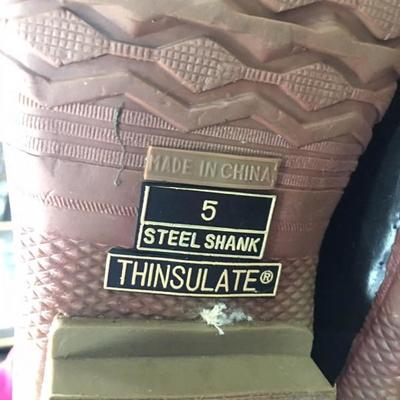 MADE IN CHINA
5
STEEL SHANK
THINSULATE®